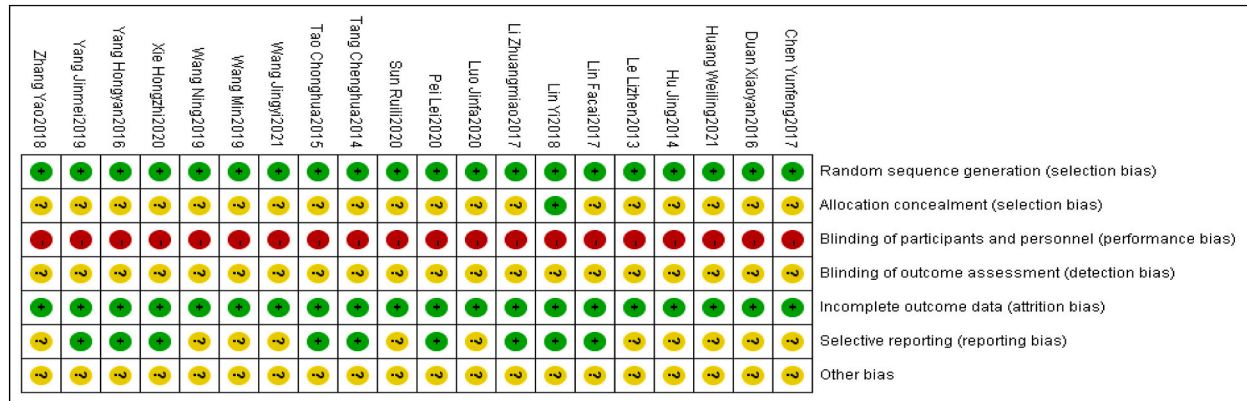 Zhang Yao2018
Yang Jinmei2019
Yang Hongyan2016
Xie Hongzhi2020
Wang Ning2019
Wang Min2019
Wang Jingyi2021
Tao Chonghua2015
Tang Chenghua2014
Sun Ruili2020
Pei Lei2020
Luo Jinfa2020
Li Zhuangmiao2017
Lin Yi2018
Lin Facai2017
Le Lizhen2013
Hu Jing2014
Huang Weiling2021
Duan Xiaoyan2016
Chen Yunfeng2017
+ + + + + + + + + + + + + + + + + + + + Random sequence generation (selection bias)
? ? ? ? ? ? ? ? ? ? ? ? ? + ? ? ? ? ? ? Allocation concealment (selection bias)
– – – – – – – – – – – – – – – – – – – – Blinding of participants and personnel (performance bias)
? ? ? ? ? ? ? ? ? ? ? ? ? ? ? ? ? ? ? ? Blinding of outcome assessment (detection bias)
+ + + + + + + + + + + + + + + + + + + + Incomplete outcome data (attrition bias)
? + + + ? ? ? + + ? + ? + + + ? ? ? ? ? Selective reporting (reporting bias)
? ? ? ? ? ? ? ? ? ? ? ? ? ? ? ? ? ? ? ? Other bias